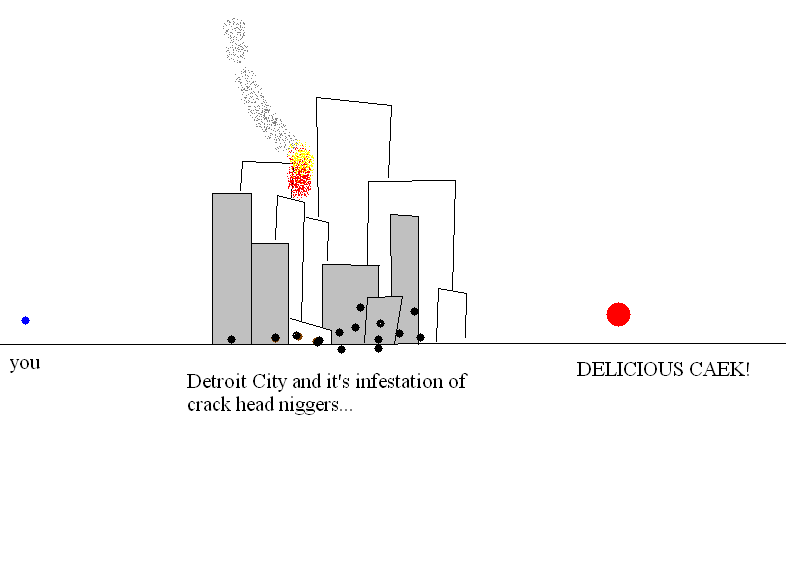 you
Detroit City and it's infestation of
crack head niggers...
DELICIOUS CAEK!